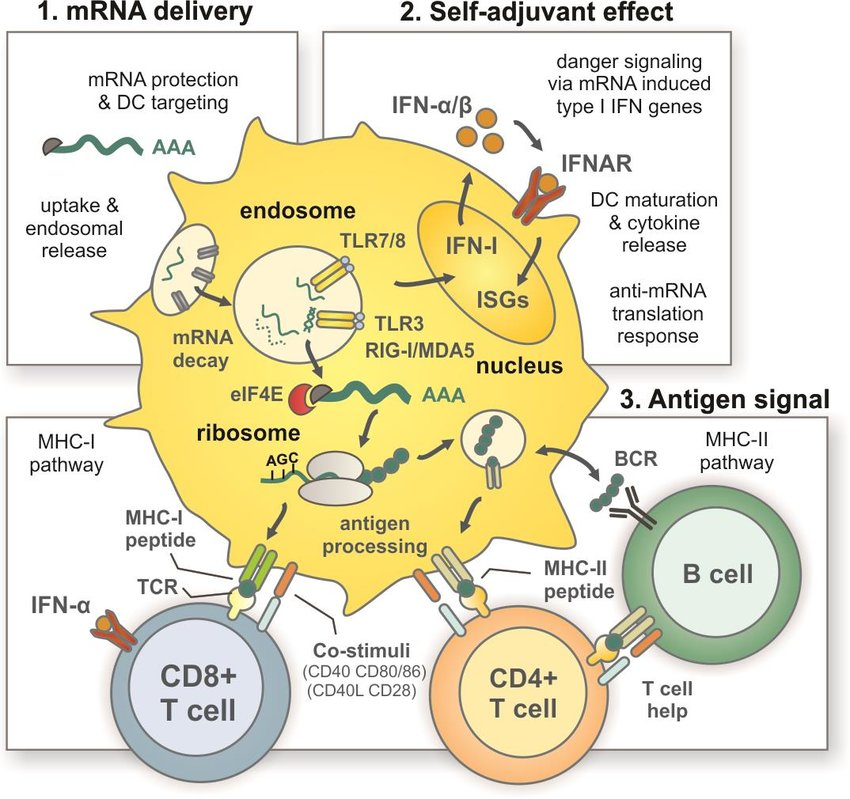 1. mRNA delivery
mRNA protection
& DC targeting
AAA
uptake &
endosomal
release
2. Self-adjuvant effect
danger signaling
via mRNA induced
type I IFN genes
IFN-α/β
IFNAR
DC maturation
& cytokine
release
anti-mRNA
translation
response
endosome
TLR7/8
IFN-I
ISGs
mRNA
decay
TLR3
RIG-I/MDA5
nucleus
eIF4E
AAA
ribosome
AGC
antigen
processing
3. Antigen signal
MHC-I
pathway
MHC-II
pathway
BCR
MHC-I
peptide
TCR
IFN-α
MHC-II
peptide
B cell
Co-stimuli
(CD40 CD80/86)
(CD40L CD28)
CD8+
T cell
CD4+
T cell
T cell
help